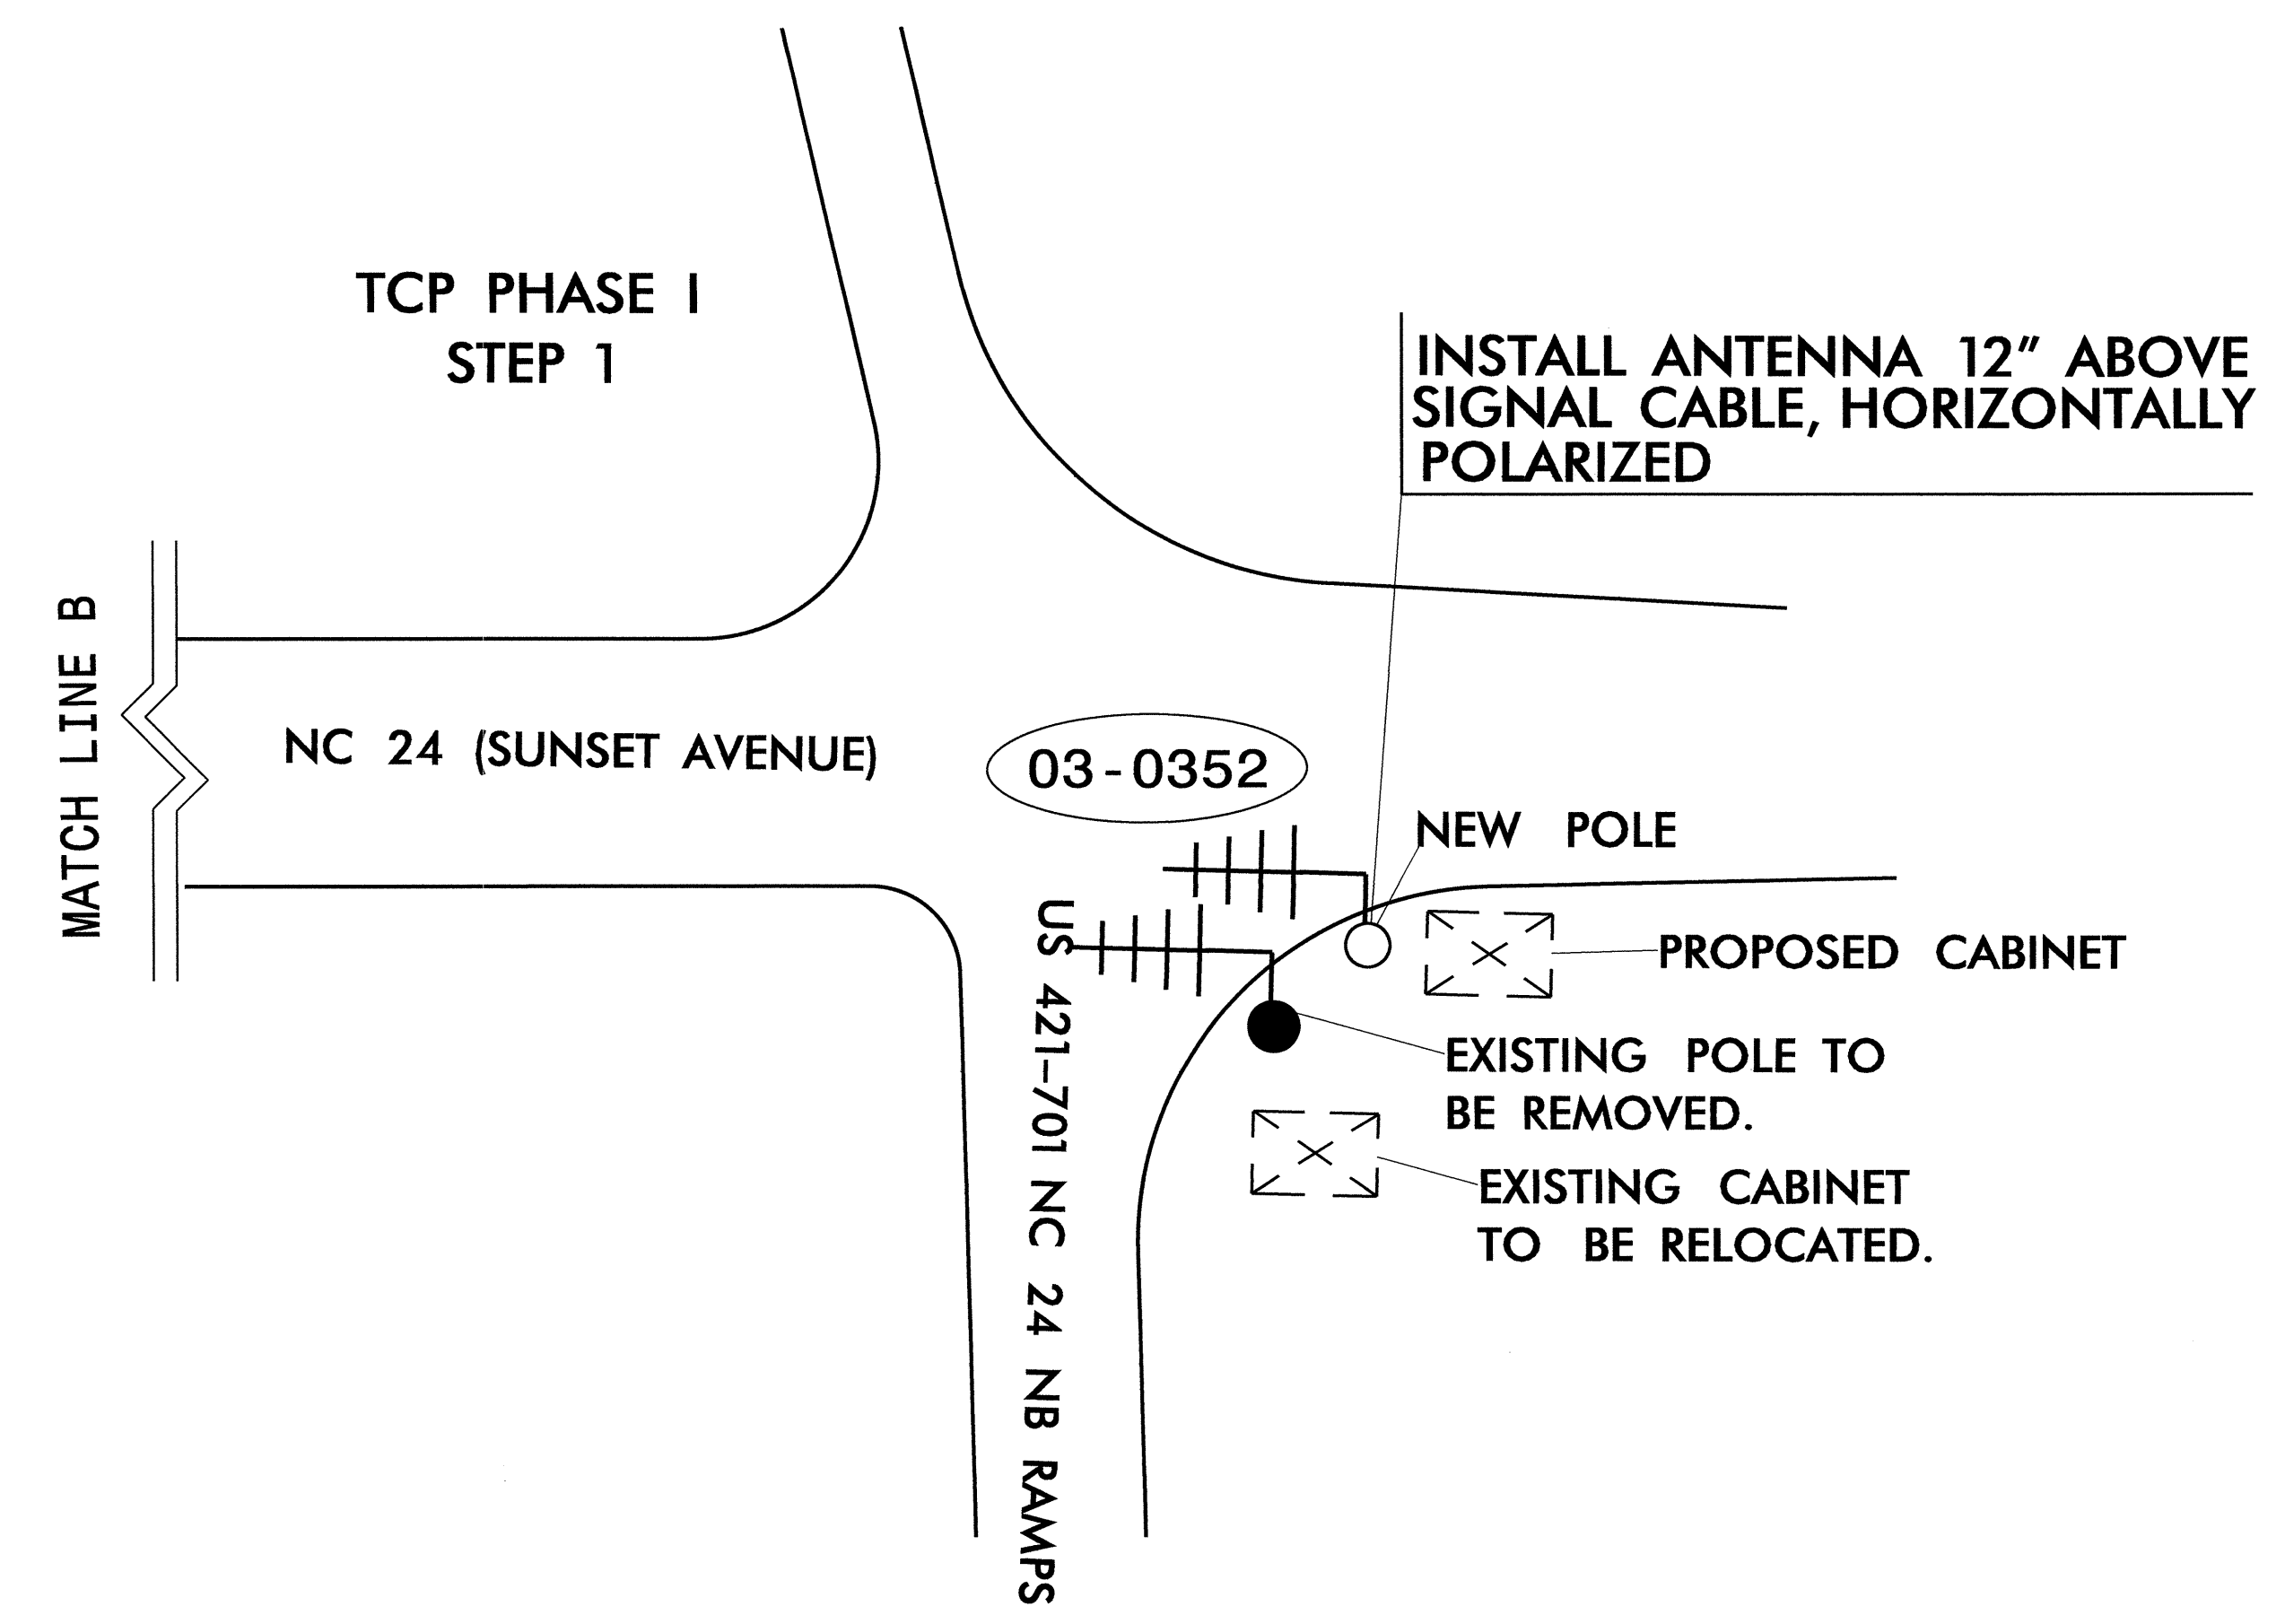 TCP PHASE I
STEP 1
INSTALL ANTENNA 12" ABOVE
SIGNAL CABLE, HORIZONTALLY
POLARIZED
MATCH LINE B
NC 24 (SUNSET AVENUE)
03-0352
NEW POLE
US 421-701 NC 24 NB RAMPS
PROPOSED CABINET
EXISTING POLE TO
BE REMOVED.
EXISTING CABINET
TO BE RELOCATED.